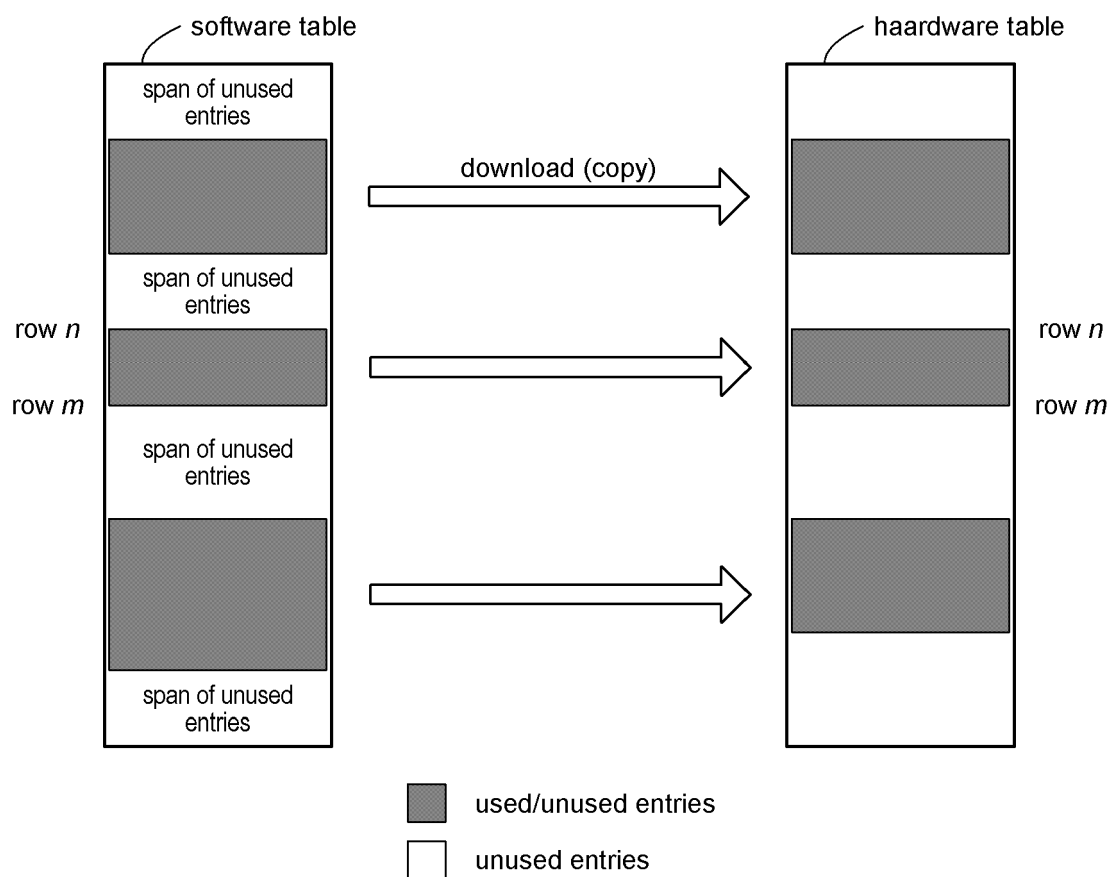 software table
haardware table
span of unused
entries
download (copy)
span of unused
entries
row n
row n
row m
row m
span of unused
entries
span of unused
entries
used/unused entries
unused entries